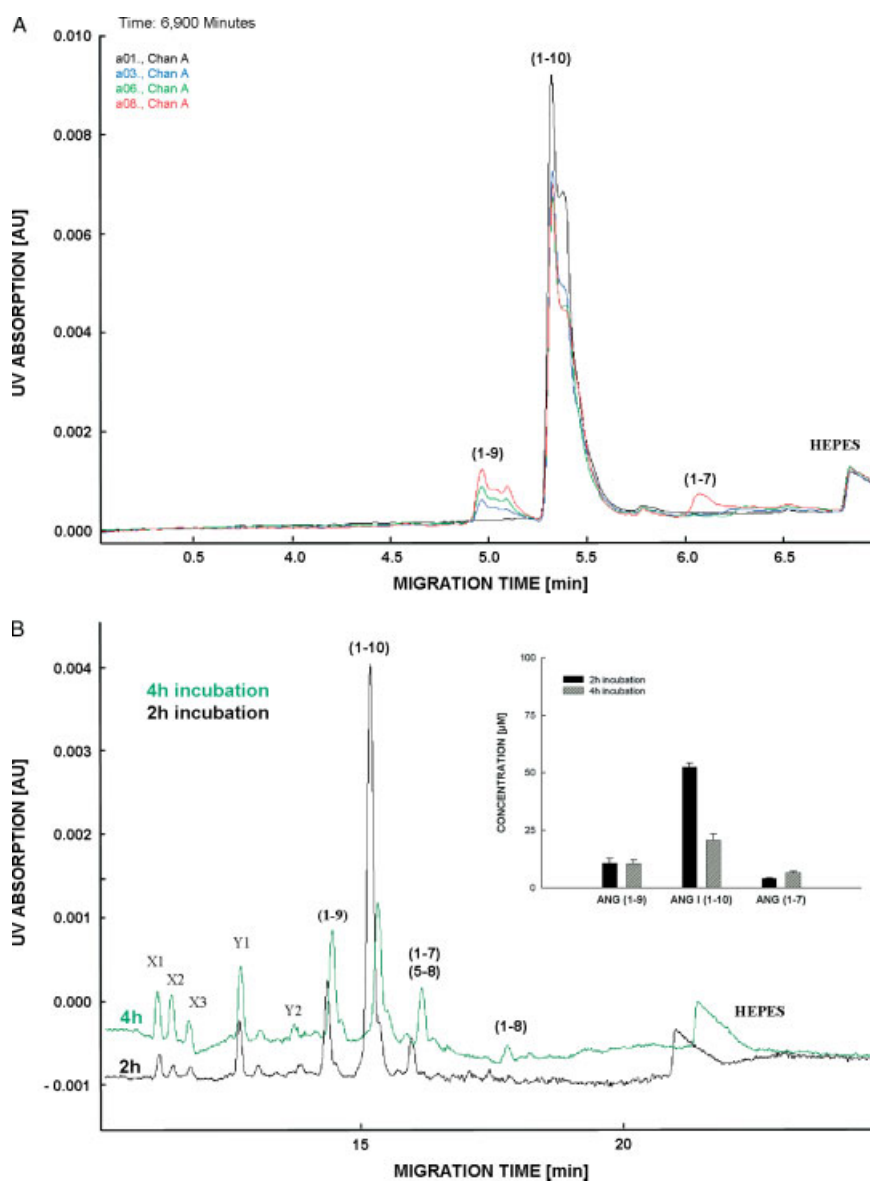 A
Time: 6,900 Minutes
a01., Chan A
a03., Chan A
a06., Chan A
a08., Chan A
0.010
0.008
0.006
0.004
0.002
0.000
UV ABSORPTION [AU]
(1-10)
(1-9)
(1-7)
HEPES
0.5
4.0
4.5
5.0
5.5
6.0
6.5
MIGRATION TIME [min]
B
4h incubation
2h incubation
0.004
0.003
0.002
0.001
0.000
- 0.001
UV ABSORPTION [AU]
(1-10)
(1-9)
X1
X2
X3
Y1
Y2
(1-7)
(5-8)
(1-8)
HEPES
4h
2h
15
20
MIGRATION TIME [min]
100
75
50
25
0
CONCENTRATION [µM]
2h incubation
4h incubation
ANG (1-9)
ANG I (1-10)
ANG (1-7)